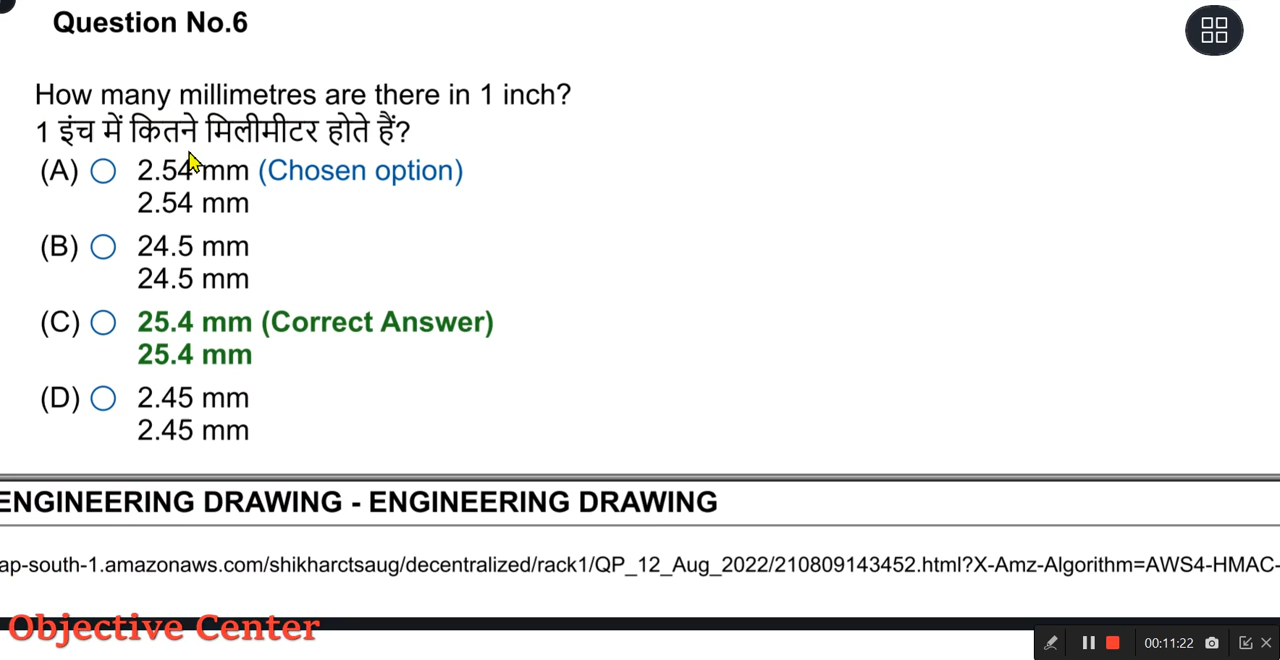 Question No.6
How many millimetres are there in 1 inch?
1 इंच में कितने मिलीमीटर होते हैं?
(A) 2.54 mm (Chosen option)
2.54 mm
(B) 24.5 mm
24.5 mm
(C) 25.4 mm (Correct Answer)
25.4 mm
(D) 2.45 mm
2.45 mm
ENGINEERING DRAWING - ENGINEERING DRAWING
ap-south-1.amazonaws.com/shikharctsaug/decentralized/rack1/QP_12_Aug_2022/210809143452.html?X-Amz-Algorithm=AWS4-HMAC-
Objective Center
00:11:22